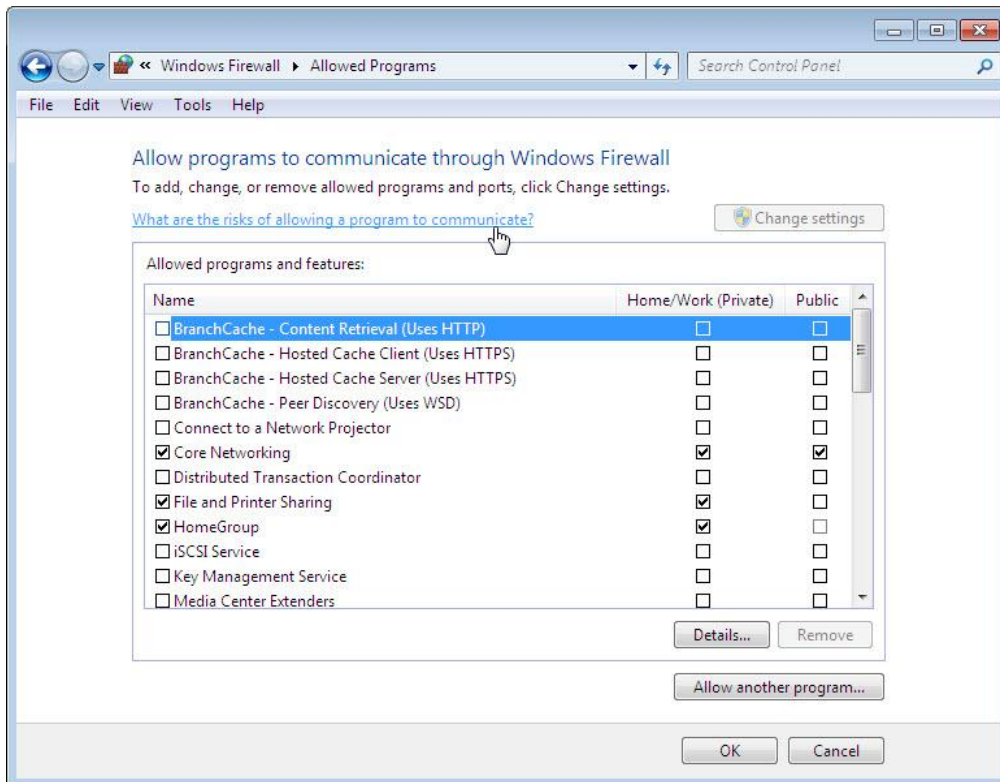 « Windows Firewall ▸ Allowed Programs
Search Control Panel
File Edit View Tools Help
Allow programs to communicate through Windows Firewall
To add, change, or remove allowed programs and ports, click Change settings.
What are the risks of allowing a program to communicate?
Change settings
Allowed programs and features:
Name Home/Work (Private) Public
BranchCache - Content Retrieval (Uses HTTP)
BranchCache - Hosted Cache Client (Uses HTTPS)
BranchCache - Hosted Cache Server (Uses HTTPS)
BranchCache - Peer Discovery (Uses WSD)
Connect to a Network Projector
Core Networking
Distributed Transaction Coordinator
File and Printer Sharing
HomeGroup
iSCSI Service
Key Management Service
Media Center Extenders
Details... Remove
Allow another program...
OK Cancel